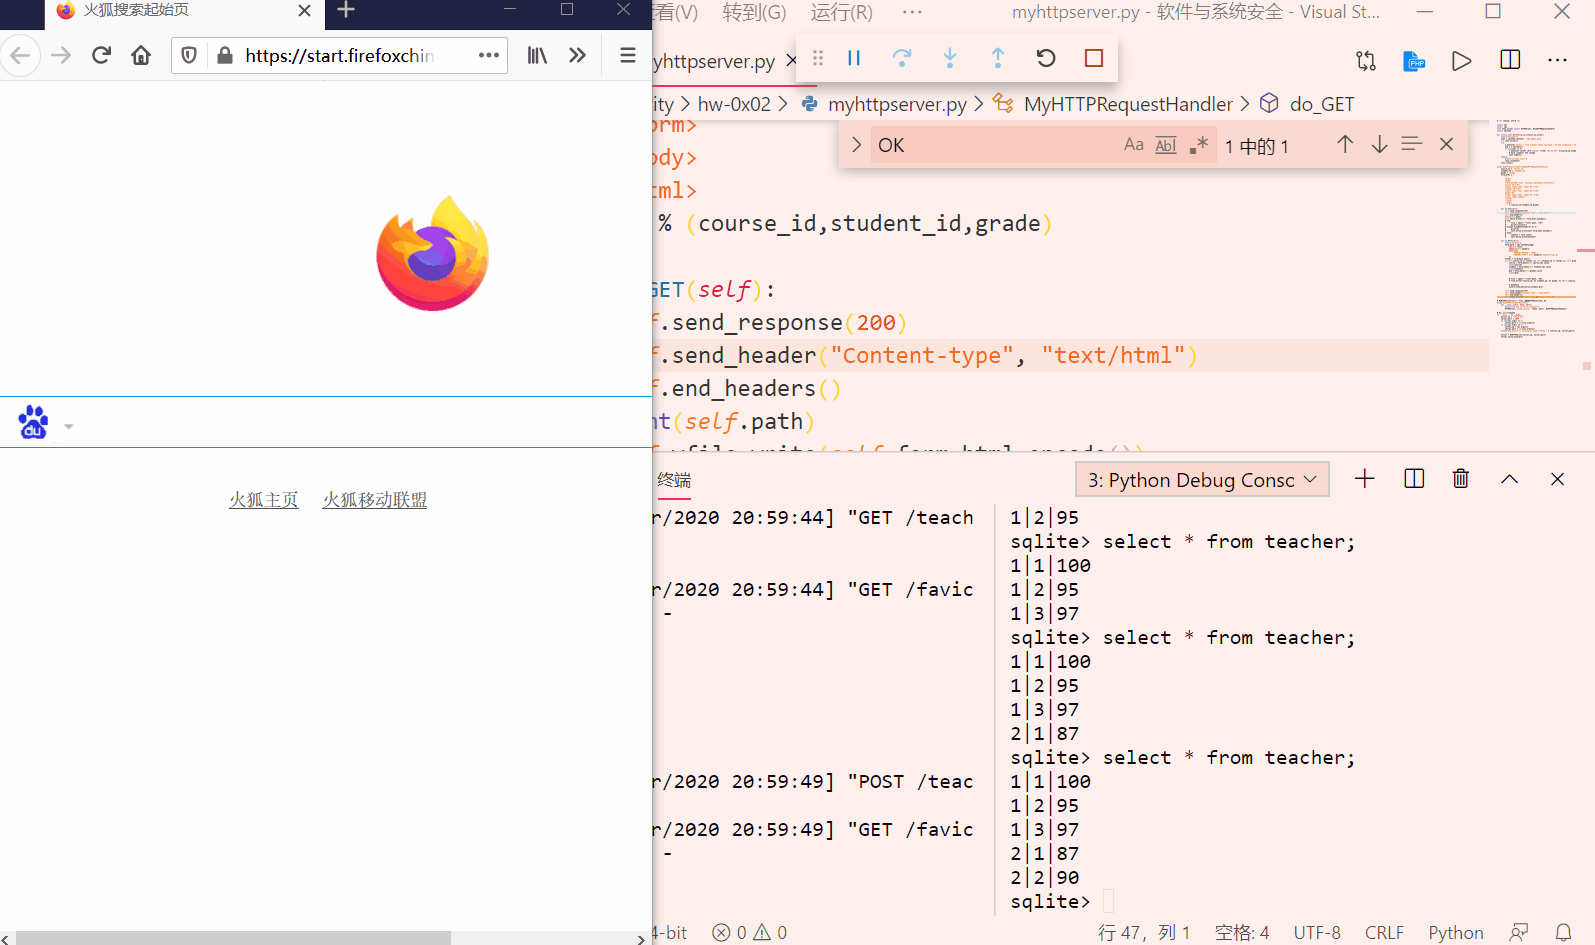 火狐搜索起始页
https://start.firefoxchin
du
火狐主页 火狐移动联盟
看(V) 转到(G) 运行(R) ··· myhttpserver.py - 软件与系统安全 - Visual St...
yhttpserver.py
PHP
ity > hw-0x02 > myhttpserver.py > MyHTTPRequestHandler > do_GET
OK Aa Abl .* 1 中的 1
orm>
ody>
tml>
% (course_id,student_id,grade)
GET(self):
f.send_response(200)
f.send_header("Content-type", "text/html")
f.end_headers()
nt(self.path)
终端 3: Python Debug Consc
r/2020 20:59:44] "GET /teach
r/2020 20:59:44] "GET /favic
-
r/2020 20:59:49] "POST /teac
r/2020 20:59:49] "GET /favic
-
1|2|95
sqlite> select * from teacher;
1|1|100
1|2|95
1|3|97
sqlite> select * from teacher;
1|1|100
1|2|95
1|3|97
2|1|87
sqlite> select * from teacher;
1|1|100
1|2|95
1|3|97
2|1|87
2|2|90
sqlite>
4-bit 0 0 行 47，列 1 空格: 4 UTF-8 CRLF Python